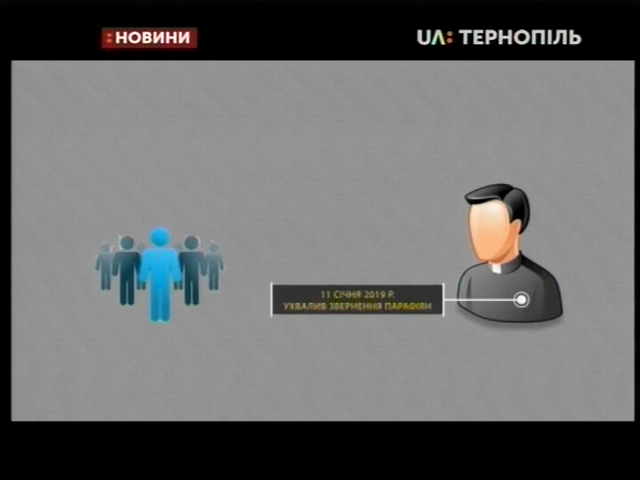 :НОВИНИ
UA: ТЕРНОПІЛЬ
11 СІЧНЯ 2019 Р.
УХВАЛИВ ЗВЕРНЕННЯ ПАРАФІЯН